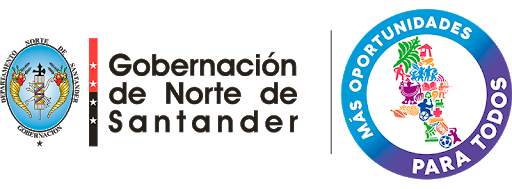 DEPARTAMENTO NORTE DE SANTANDER
GOBERNACION
Gobernación
de Norte de
Santander
MÁS OPORTUNIDADES
PARA TODOS